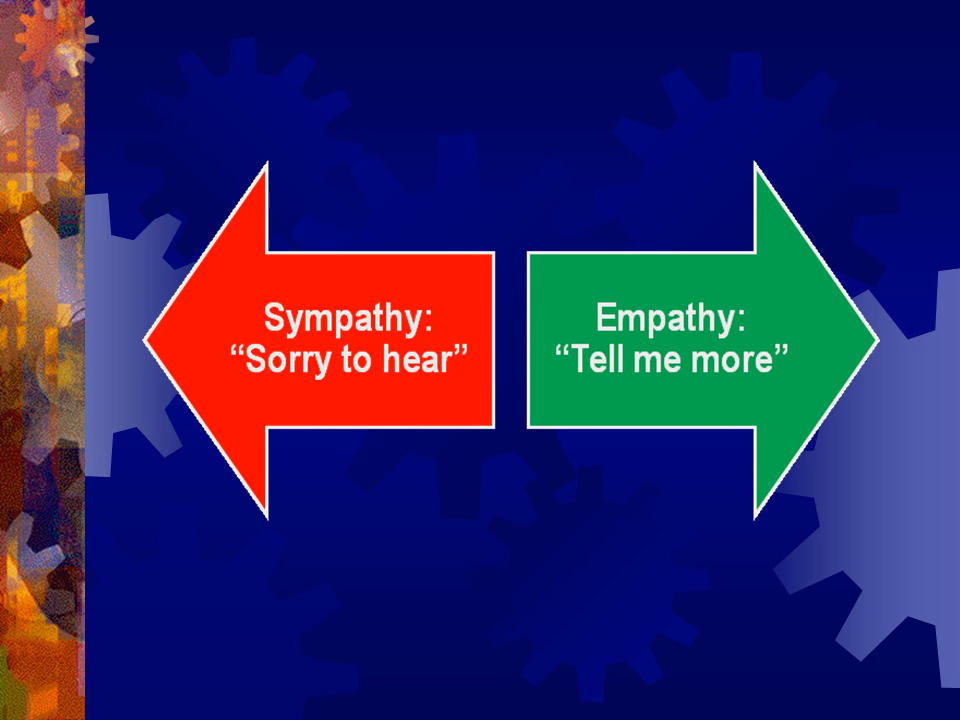 Sympathy:
“Sorry to hear”
Empathy:
“Tell me more”